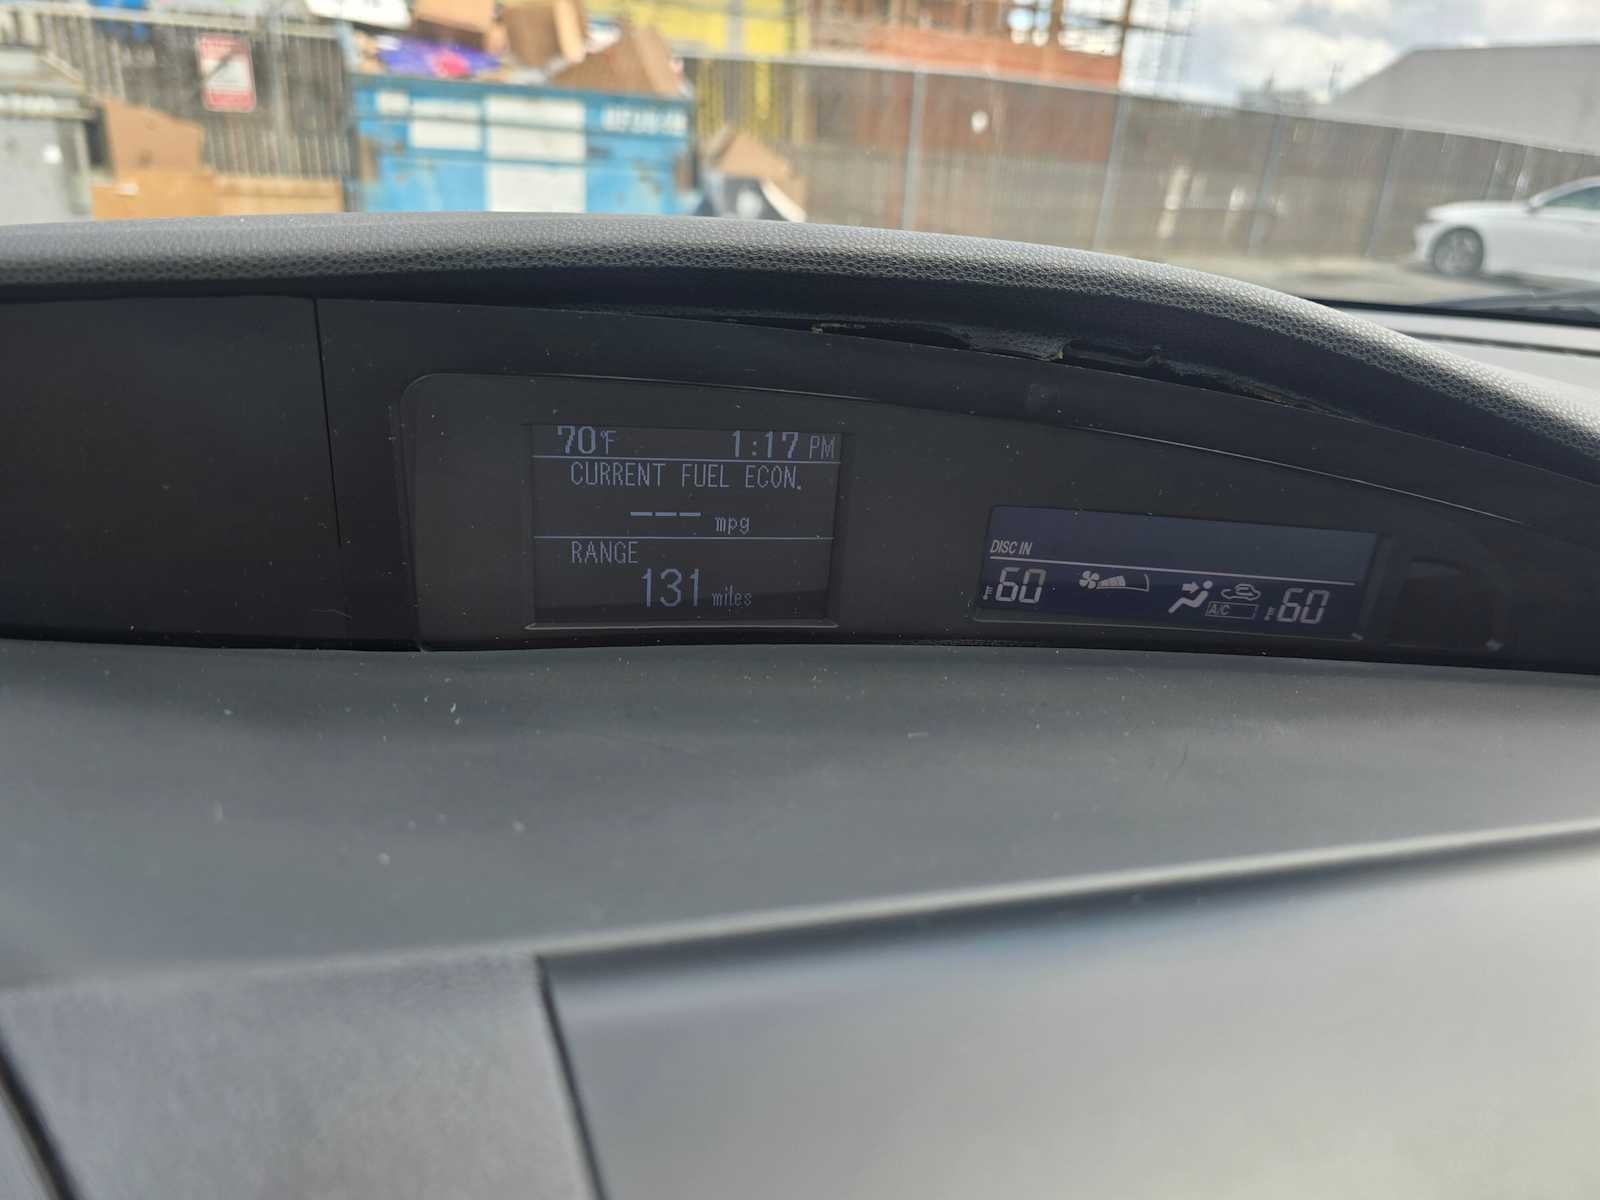 70°F 1:17 PM
CURRENT FUEL ECON.
--- mpg
RANGE
131 miles
DISC IN
F 60 A/C F 60